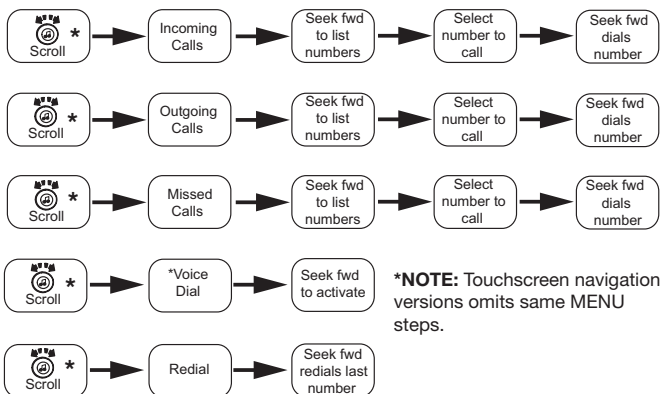 Scroll *
Incoming
Calls
Seek fwd
to list
numbers
Select
number to
call
Seek fwd
dials
number
Scroll *
Outgoing
Calls
Seek fwd
to list
numbers
Select
number to
call
Seek fwd
dials
number
Scroll *
Missed
Calls
Seek fwd
to list
numbers
Select
number to
call
Seek fwd
dials
number
Scroll *
*Voice
Dial
Seek fwd
to activate
*NOTE: Touchscreen navigation
versions omits same MENU
steps.
Scroll *
Redial
Seek fwd
redials last
number